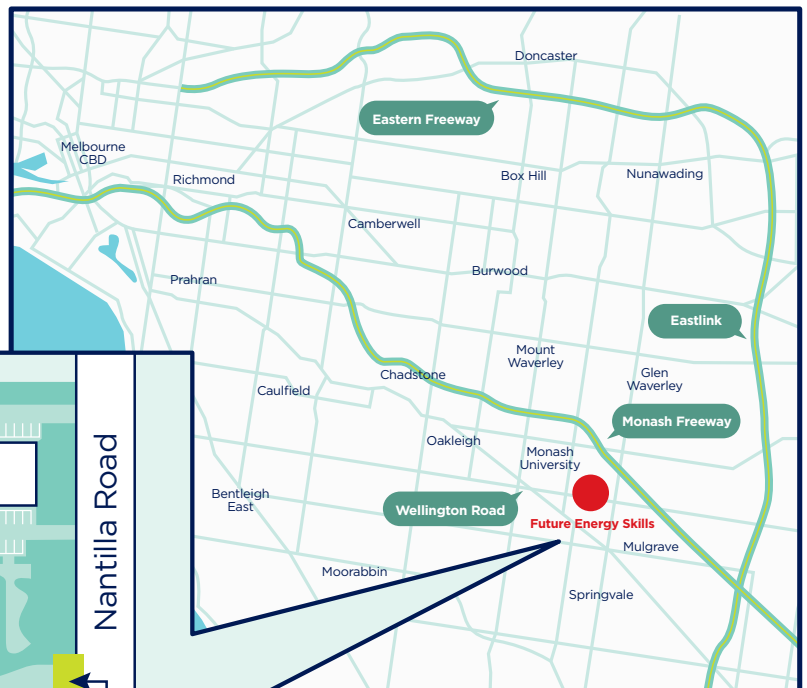 Doncaster
Eastern Freeway
Melbourne
CBD
Richmond
Box Hill
Nunawading
Camberwell
Burwood
Prahran
Eastlink
Mount
Waverley
Glen
Waverley
Chadstone
Caulfield
Monash Freeway
Oakleigh
Monash
University
Bentleigh
East
Wellington Road
Future Energy Skills
Mulgrave
Moorabbin
Springvale
Nantilla Road